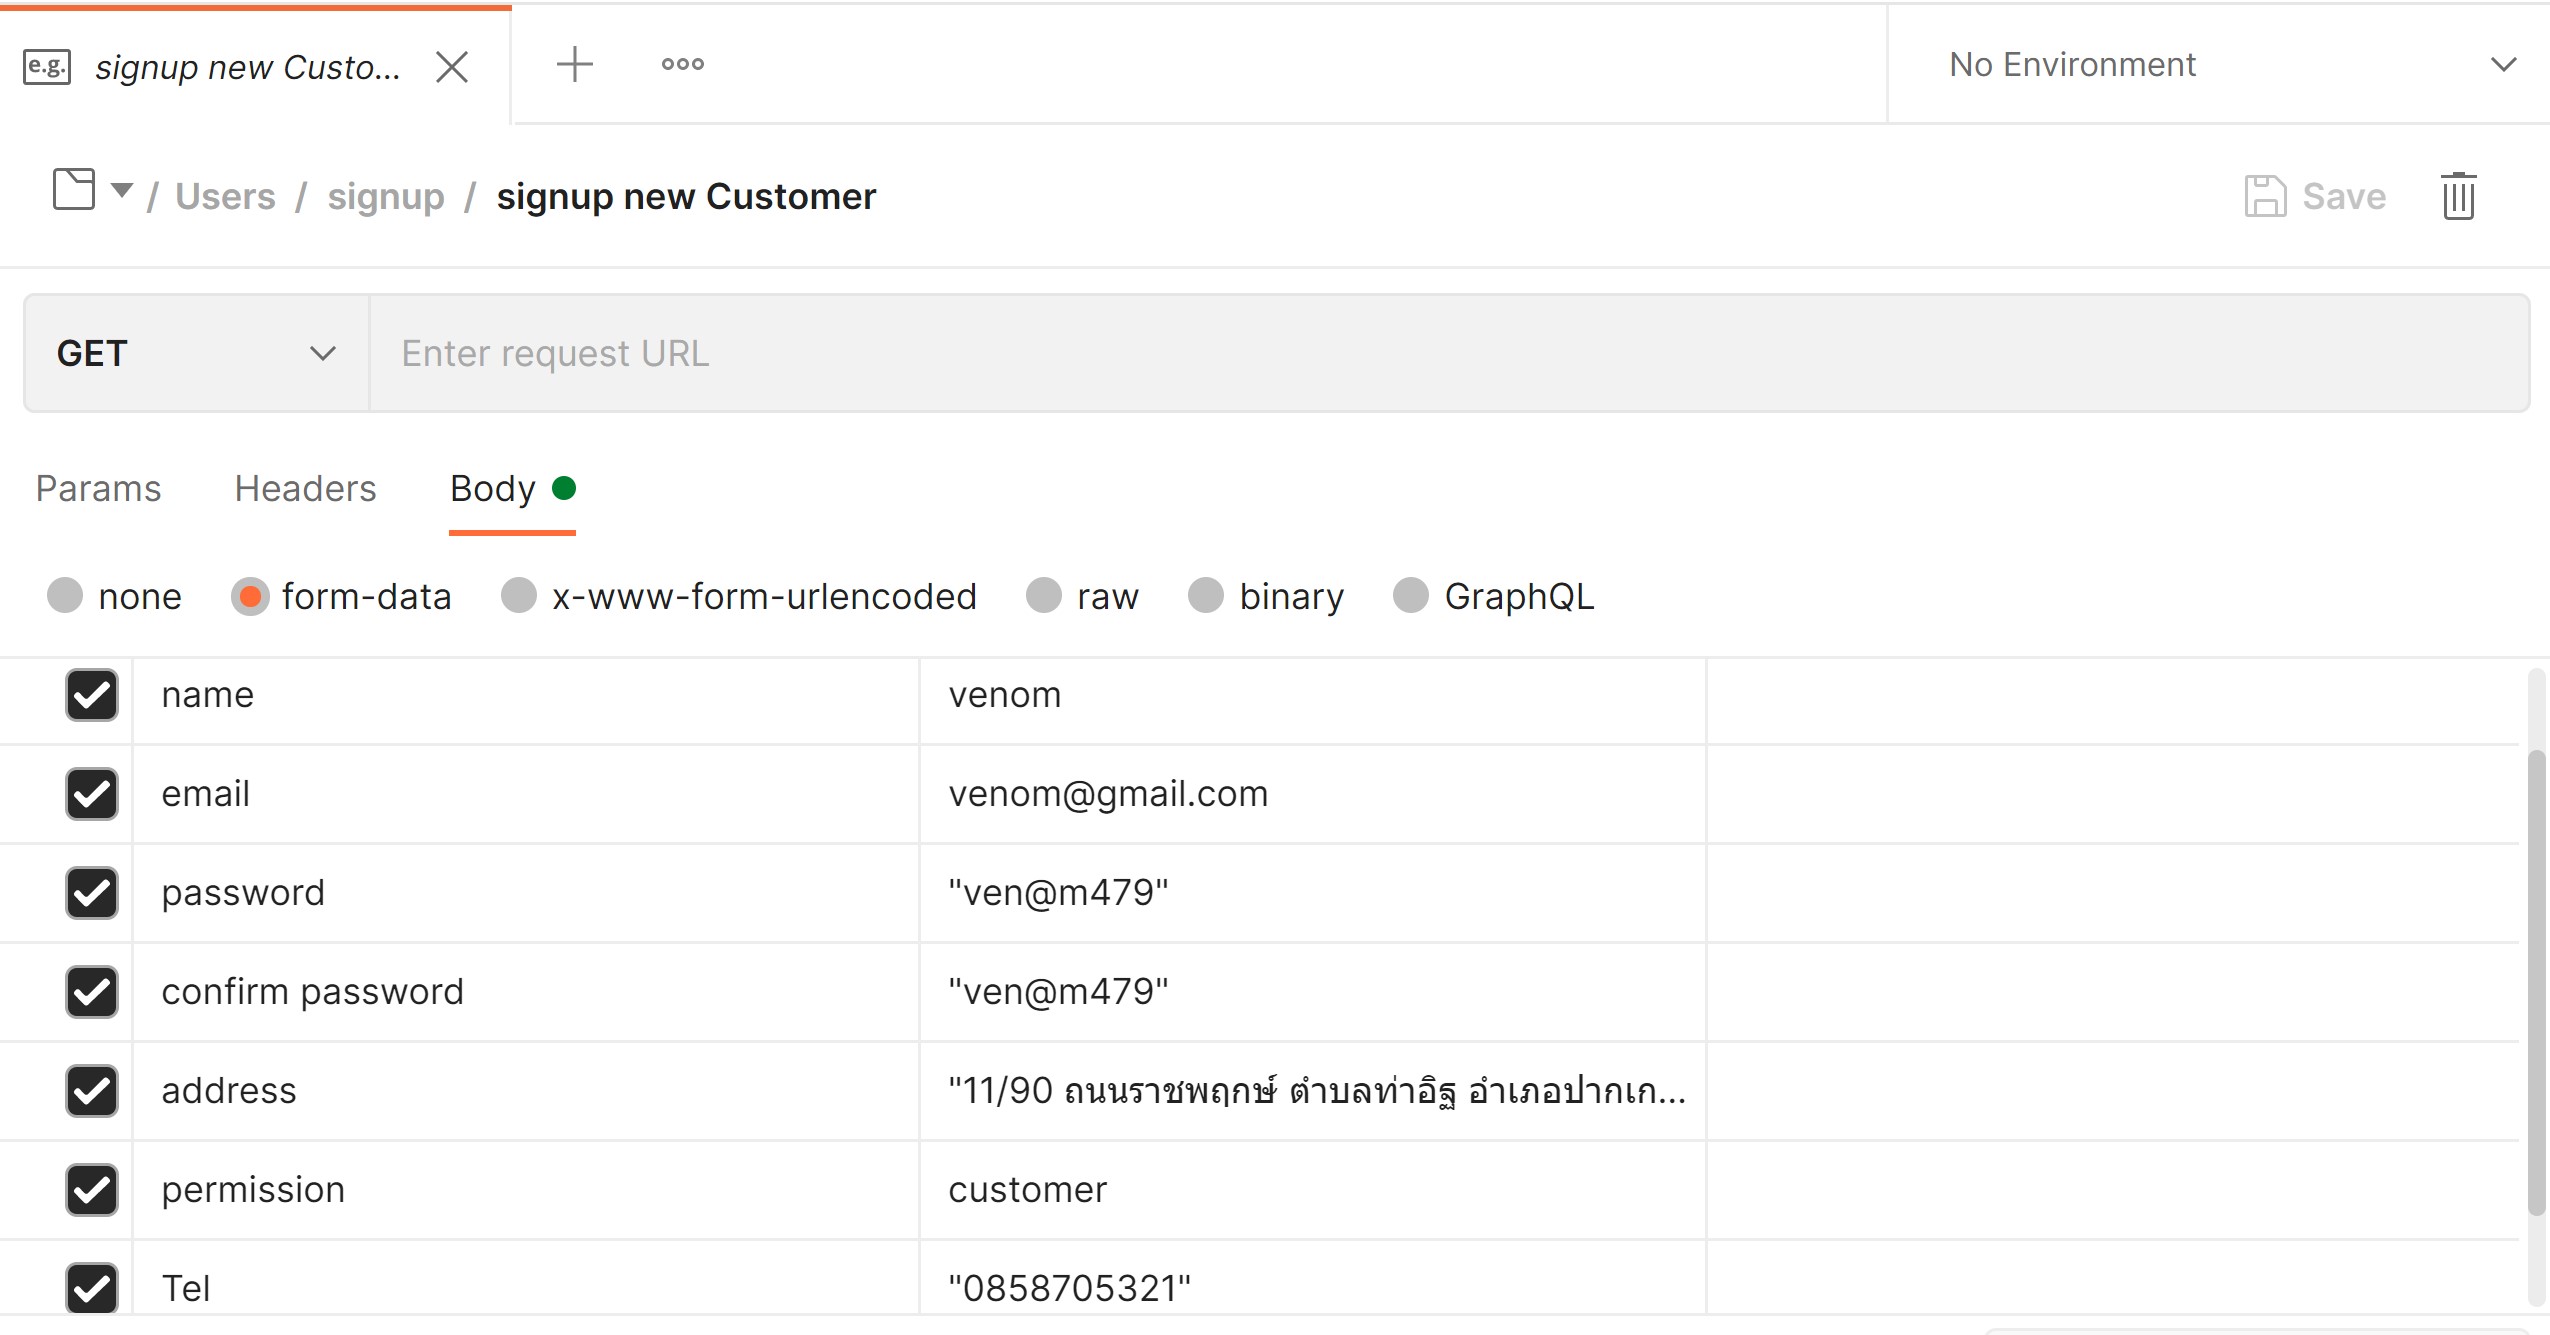 e.g. signup new Custo... No Environment
/ Users / signup / signup new Customer Save
GET Enter request URL
Params Headers Body
none form-data x-www-form-urlencoded raw binary GraphQL
name venom
email venom@gmail.com
password "ven@m479"
confirm password "ven@m479"
address "11/90 ถนนราชพฤกษ์ ตำบลท่าอิฐ อำเภอปากเก...
permission customer
Tel "0858705321"